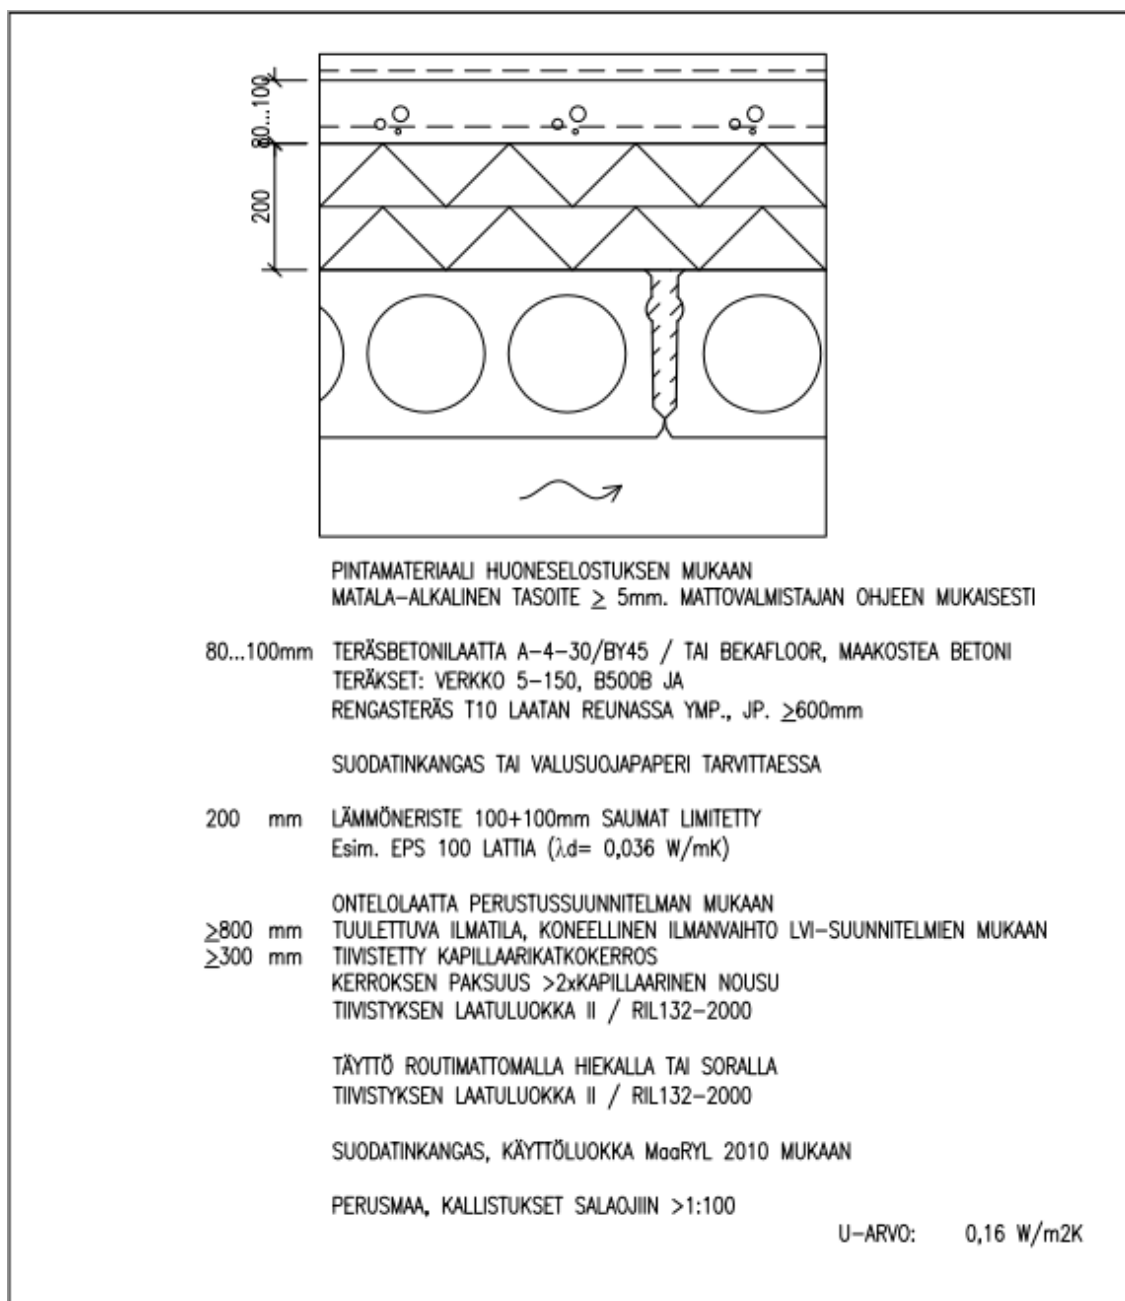 80...100
200
PINTAMATERIAALI HUONESELOSTUKSEN MUKAAN
MATALA-ALKALINEN TASOITE ≥ 5mm. MATTOVALMISTAJAN OHJEEN MUKAISESTI
80...100mm TERÄSBETONILAATTA A-4-30/BY45 / TAI BEKAFLOOR, MAAKOSTEA BETONI
TERÄKSET: VERKKO 5-150, B500B JA
RENGASTERÄS T10 LAATAN REUNASSA YMP., JP. ≥600mm
SUODATINKANGAS TAI VALUSUOJAPAPERI TARVITTAESSA
200 mm LÄMMÖNERISTE 100+100mm SAUMAT LIMITETTY
Esim. EPS 100 LATTIA (λd= 0,036 W/mK)
ONTELOLAATTA PERUSTUSSUUNNITELMAN MUKAAN
≥800 mm TUULETTUVA ILMATILA, KONEELLINEN ILMANVAIHTO LVI-SUUNNITELMIEN MUKAAN
≥300 mm TIIVISTETTY KAPILLAARIKATKOKERROS
KERROKSEN PAKSUUS >2xKAPILLAARINEN NOUSU
TIIVISTYKSEN LAATULUOKKA II / RIL132-2000
TÄYTTÖ ROUTIMATTOMALLA HIEKALLA TAI SORALLA
TIIVISTYKSEN LAATULUOKKA II / RIL132-2000
SUODATINKANGAS, KÄYTTÖLUOKKA MaaRYL 2010 MUKAAN
PERUSMAA, KALLISTUKSET SALAOJIIN >1:100
U-ARVO: 0,16 W/m2K